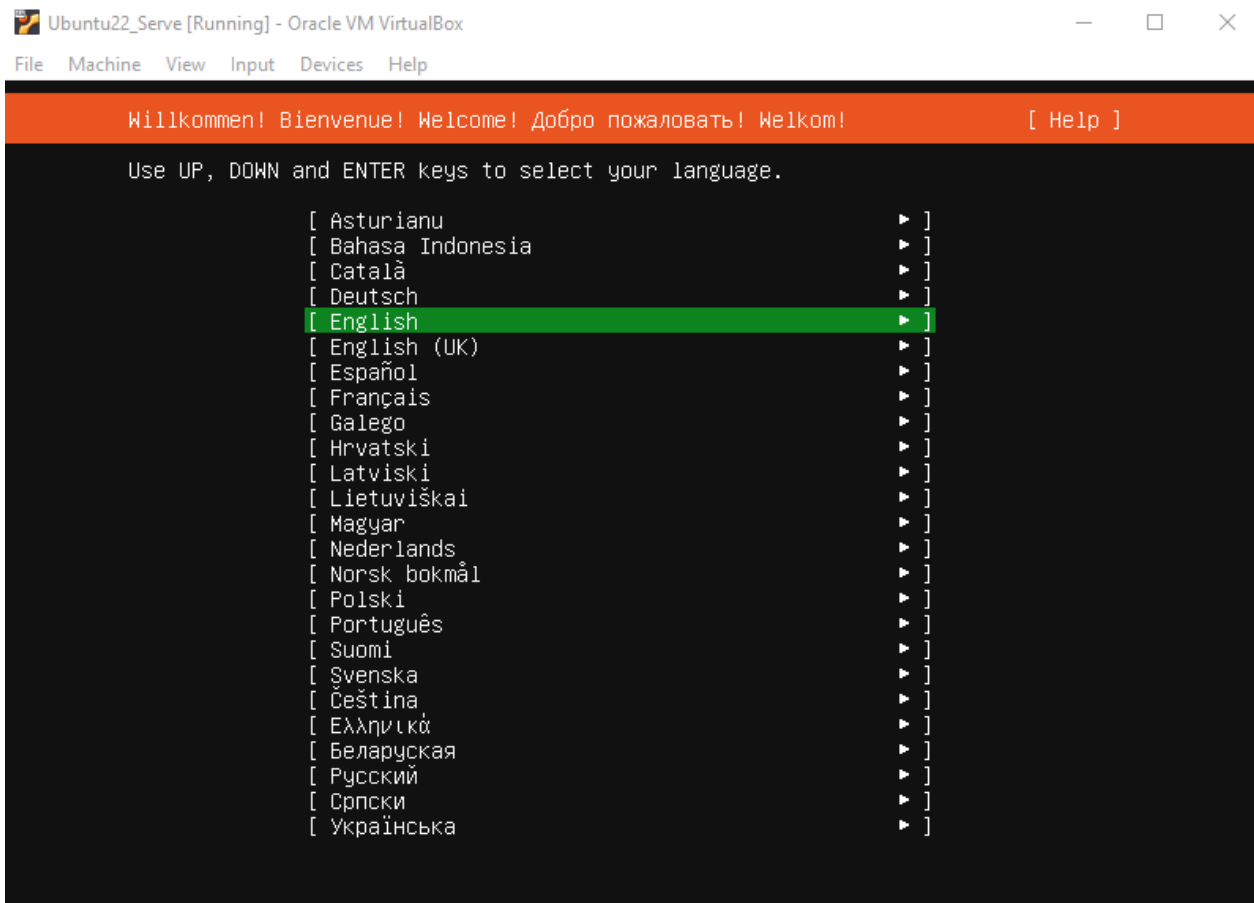 Ubuntu22_Serve [Running] - Oracle VM VirtualBox
File Machine View Input Devices Help
Willkommen! Bienvenue! Welcome! Добро пожаловать! Welkom! [ Help ]
Use UP, DOWN and ENTER keys to select your language.
[ Asturianu ► ]
[ Bahasa Indonesia ► ]
[ Català ► ]
[ Deutsch ► ]
[ English ► ]
[ English (UK) ► ]
[ Español ► ]
[ Français ► ]
[ Galego ► ]
[ Hrvatski ► ]
[ Latviski ► ]
[ Lietuviškai ► ]
[ Magyar ► ]
[ Nederlands ► ]
[ Norsk bokmål ► ]
[ Polski ► ]
[ Português ► ]
[ Suomi ► ]
[ Svenska ► ]
[ Čeština ► ]
[ Ελληνικά ► ]
[ Беларуская ► ]
[ Русский ► ]
[ Српски ► ]
[ Українська ► ]